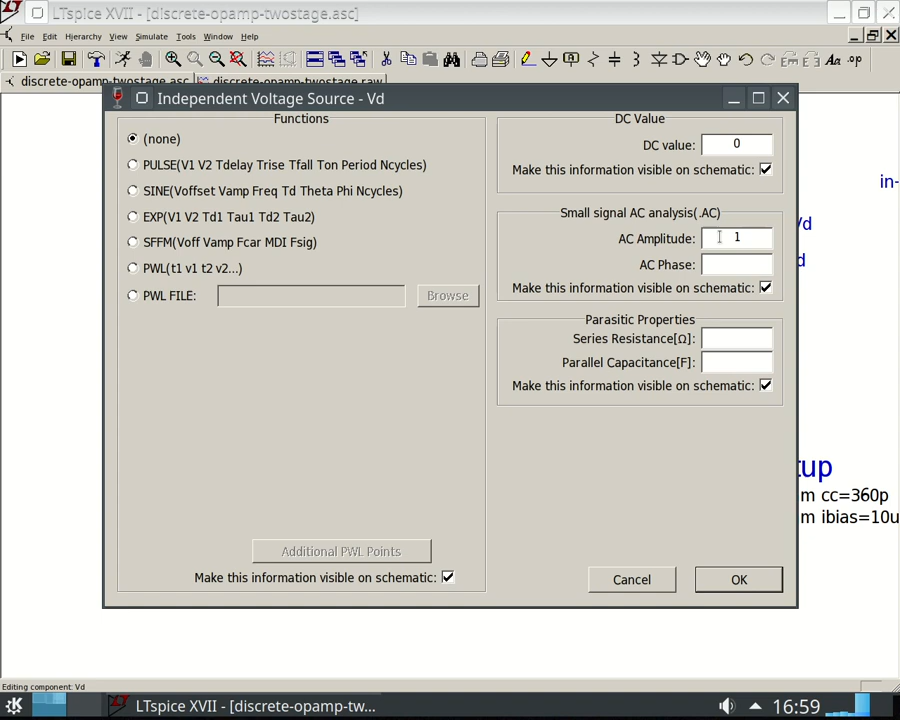 LTspice XVII - [discrete-opamp-twostage.asc]
File Edit Hierarchy View Simulate Tools Window Help
discrete-opamp-twostage.asc discrete-opamp-twostage.raw
Independent Voltage Source - Vd
Functions
(none)
PULSE(V1 V2 Tdelay Trise Tfall Ton Period Ncycles)
SINE(Voffset Vamp Freq Td Theta Phi Ncycles)
EXP(V1 V2 Td1 Tau1 Td2 Tau2)
SFFM(Voff Vamp Fcar MDI Fsig)
PWL(t1 v1 t2 v2...)
PWL FILE: Browse
Additional PWL Points
Make this information visible on schematic:
DC Value
DC value: 0
Make this information visible on schematic:
Small signal AC analysis(.AC)
AC Amplitude: 1
AC Phase:
Make this information visible on schematic:
Parasitic Properties
Series Resistance[Ω]:
Parallel Capacitance[F]:
Make this information visible on schematic:
Cancel OK
in-
/d
d
tup
m cc=360p
m ibias=10u
Editing component: Vd
LTspice XVII - [discrete-opamp-tw...
16:59